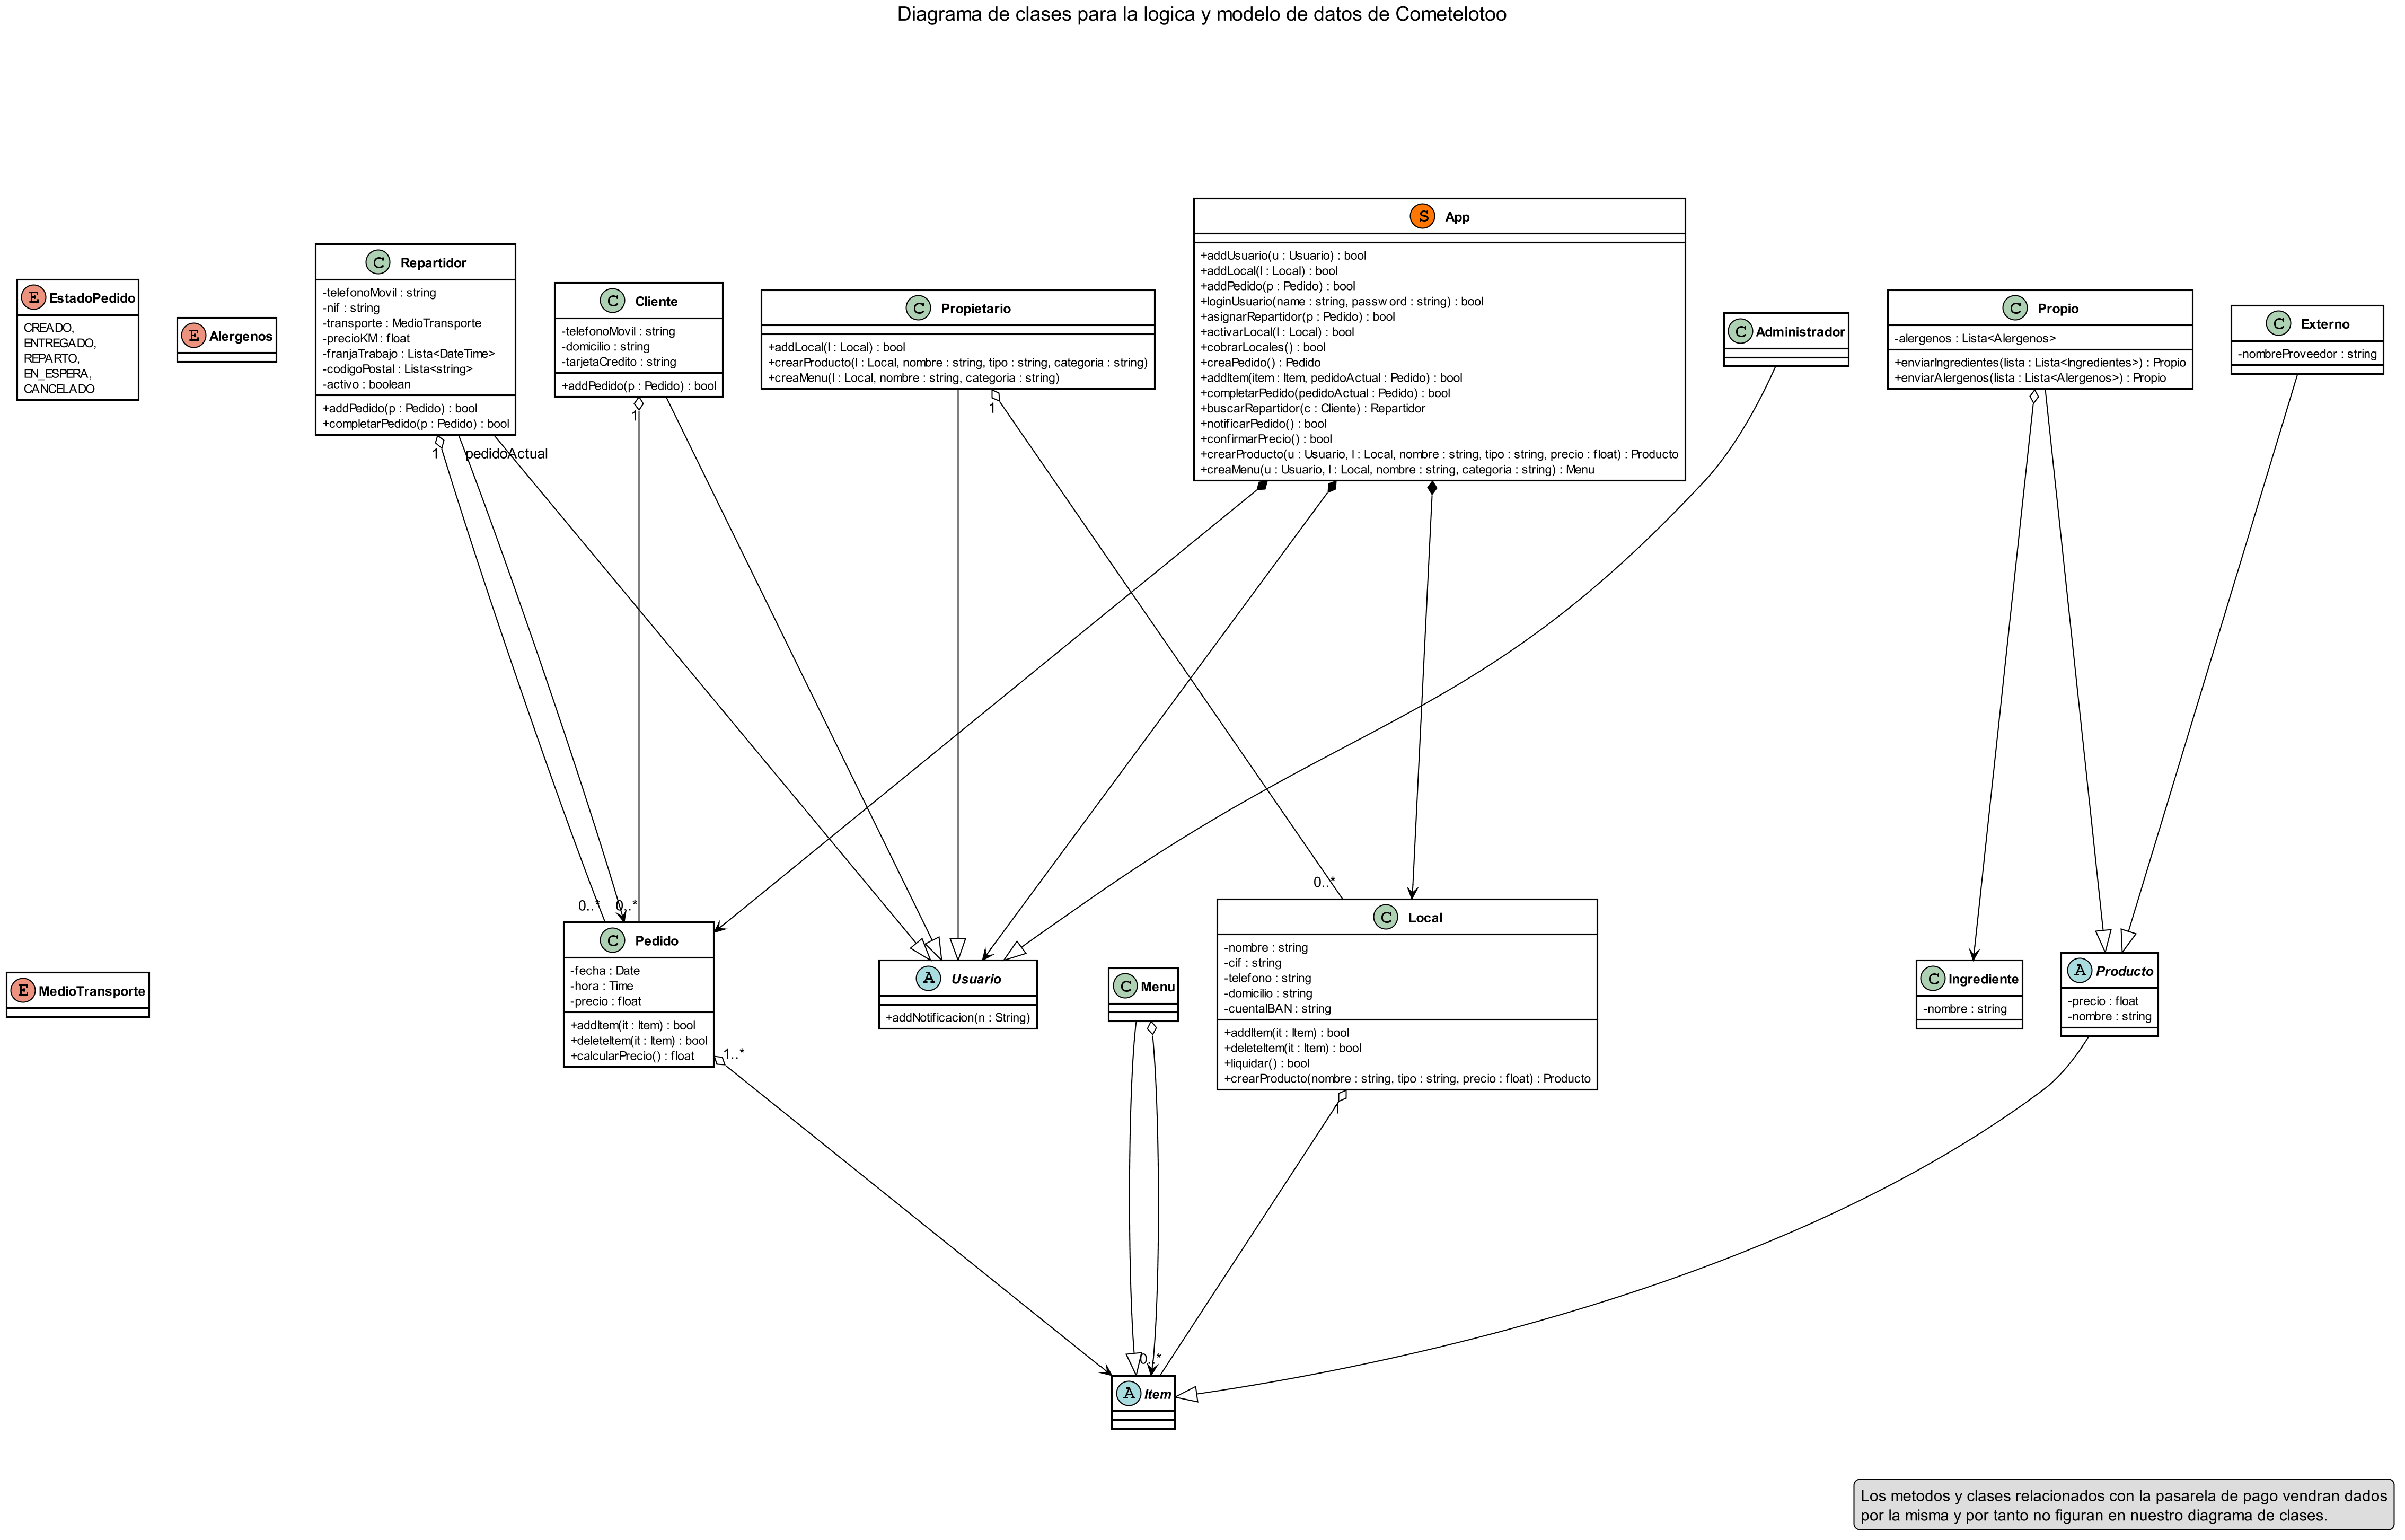 Diagrama de clases para la logica y modelo de datos de Cometelotoo
S App
+addUsuario(u : Usuario) : bool
+addLocal(l : Local) : bool
+addPedido(p : Pedido) : bool
+loginUsuario(name : string, password : string) : bool
+asignarRepartidor(p : Pedido) : bool
+activarLocal(l : Local) : bool
+cobrarLocales() : bool
+creaPedido() : Pedido
+addItem(item : Item, pedidoActual : Pedido) : bool
+completarPedido(pedidoActual : Pedido) : bool
+buscarRepartidor(c : Cliente) : Repartidor
+notificarPedido() : bool
+confirmarPrecio() : bool
+crearProducto(u : Usuario, l : Local, nombre : string, tipo : string, precio : float) : Producto
+creaMenu(u : Usuario, l : Local, nombre : string, categoria : string) : Menu
E EstadoPedido
CREADO,
ENTREGADO,
REPARTO,
EN_ESPERA,
CANCELADO
E Alergenos
C Repartidor
-telefonoMovil : string
-nif : string
-transporte : MedioTransporte
-precioKM : float
-franjaTrabajo : Lista<DateTime>
-codigoPostal : Lista<string>
-activo : boolean
+addPedido(p : Pedido) : bool
+completarPedido(p : Pedido) : bool
C Cliente
-telefonoMovil : string
-domicilio : string
-tarjetaCredito : string
+addPedido(p : Pedido) : bool
C Propietario
+addLocal(l : Local) : bool
+crearProducto(l : Local, nombre : string, tipo : string, categoria : string)
+creaMenu(l : Local, nombre : string, categoria : string)
C Administrador
C Propio
-alergenos : Lista<Alergenos>
+enviarIngredientes(lista : Lista<Ingredientes>) : Propio
+enviarAlergenos(lista : Lista<Alergenos>) : Propio
C Externo
-nombreProveedor : string
1
pedidoActual
1
1
0..*
0..*
0..*
E MedioTransporte
C Pedido
-fecha : Date
-hora : Time
-precio : float
+addItem(it : Item) : bool
+deleteItem(it : Item) : bool
+calcularPrecio() : float
A Usuario
+addNotificacion(n : String)
C Menu
C Local
-nombre : string
-cif : string
-telefono : string
-domicilio : string
-cuentaIBAN : string
+addItem(it : Item) : bool
+deleteItem(it : Item) : bool
+liquidar() : bool
+crearProducto(nombre : string, tipo : string, precio : float) : Producto
C Ingrediente
-nombre : string
A Producto
-precio : float
-nombre : string
1..*
1
0..*
A Item
Los metodos y clases relacionados con la pasarela de pago vendran dados
por la misma y por tanto no figuran en nuestro diagrama de clases.